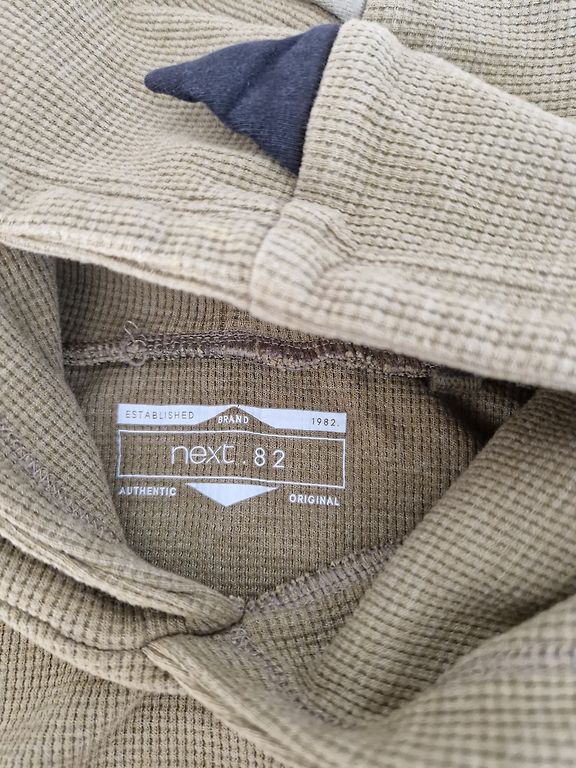 ESTABLISHED BRAND 1982.
next.82
AUTHENTIC ORIGINAL